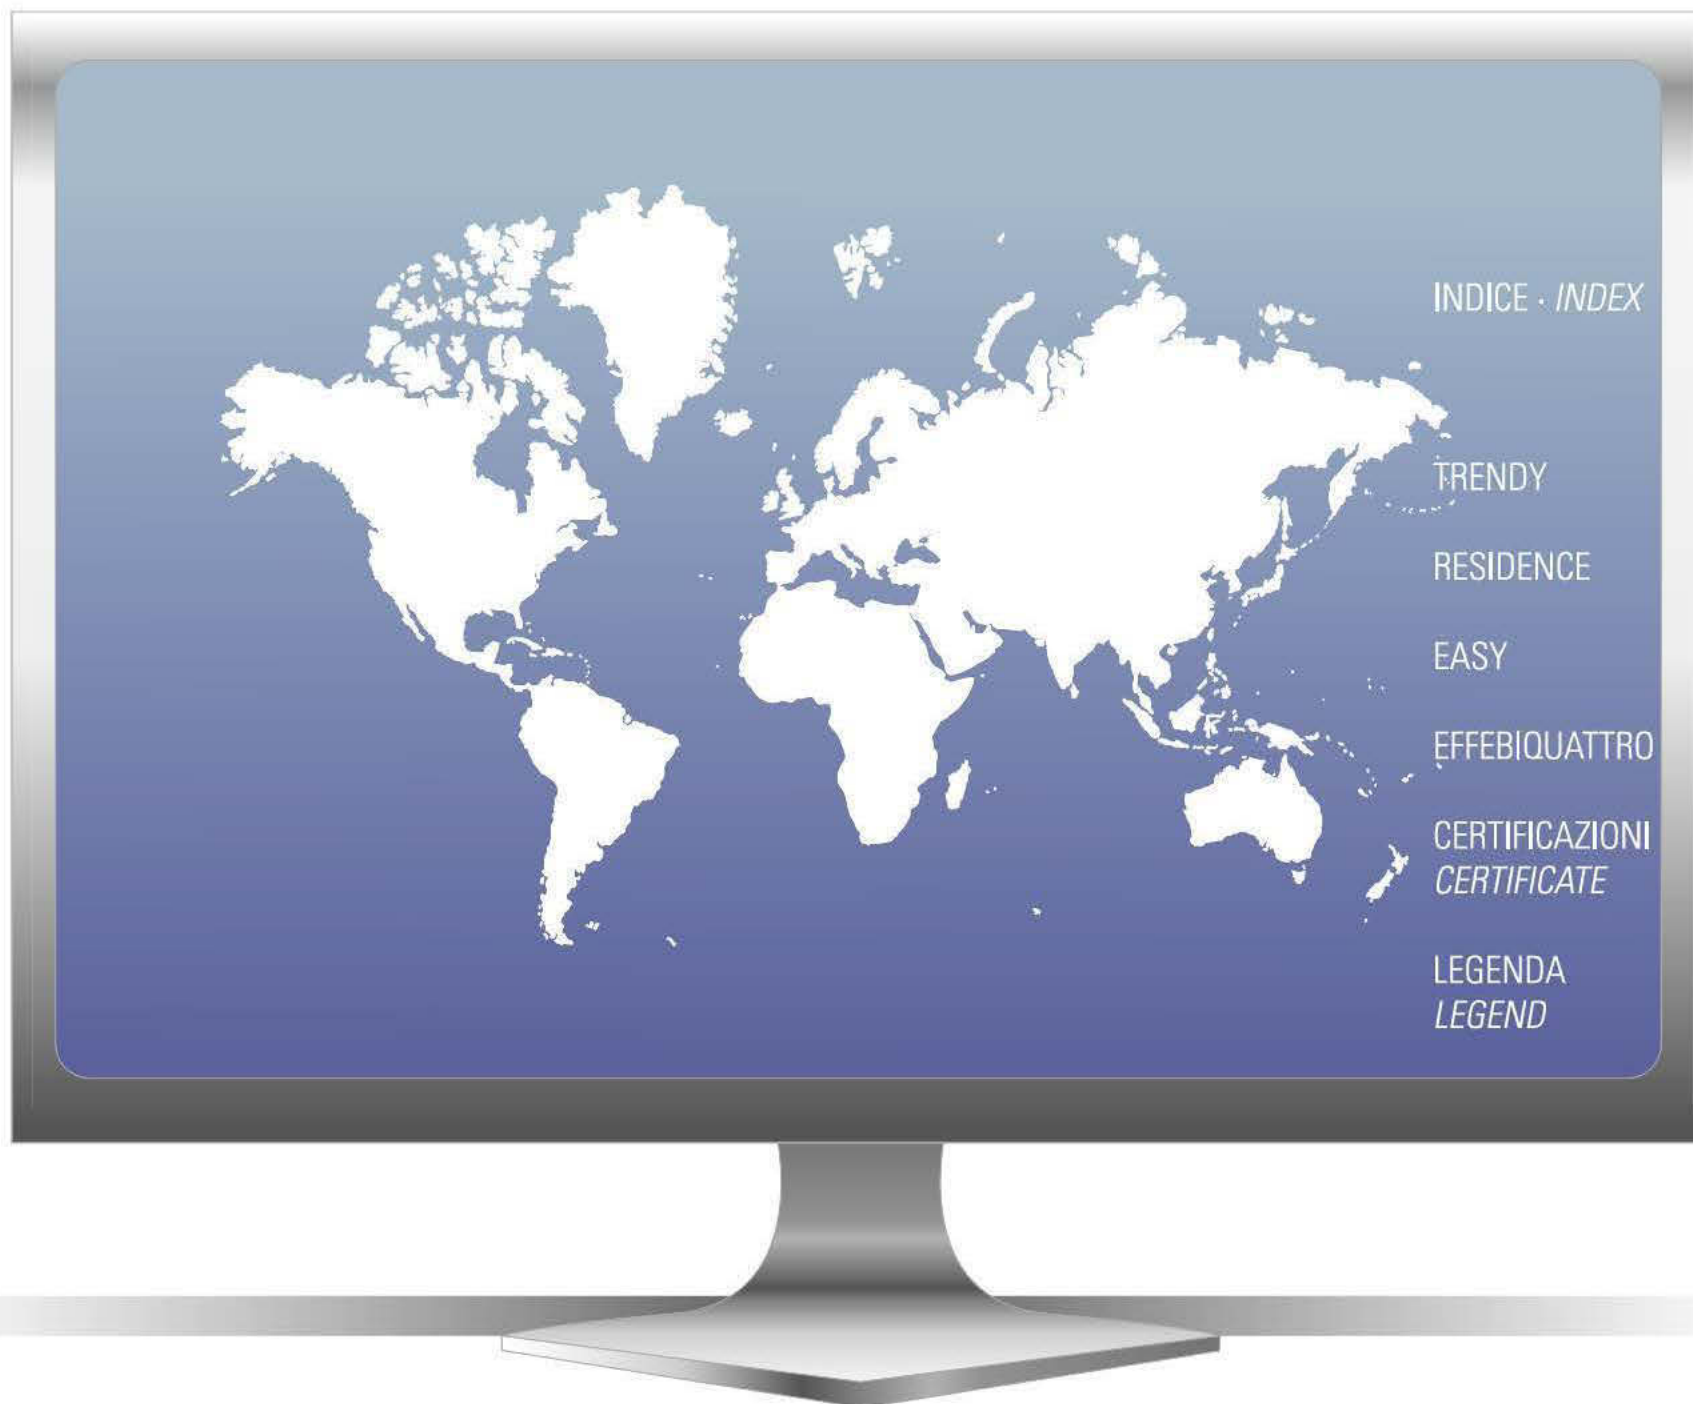 INDICE · INDEX
TRENDY
RESIDENCE
EASY
EFFEBIQUATTRO
CERTIFICAZIONI
CERTIFICATE
LEGENDA
LEGEND